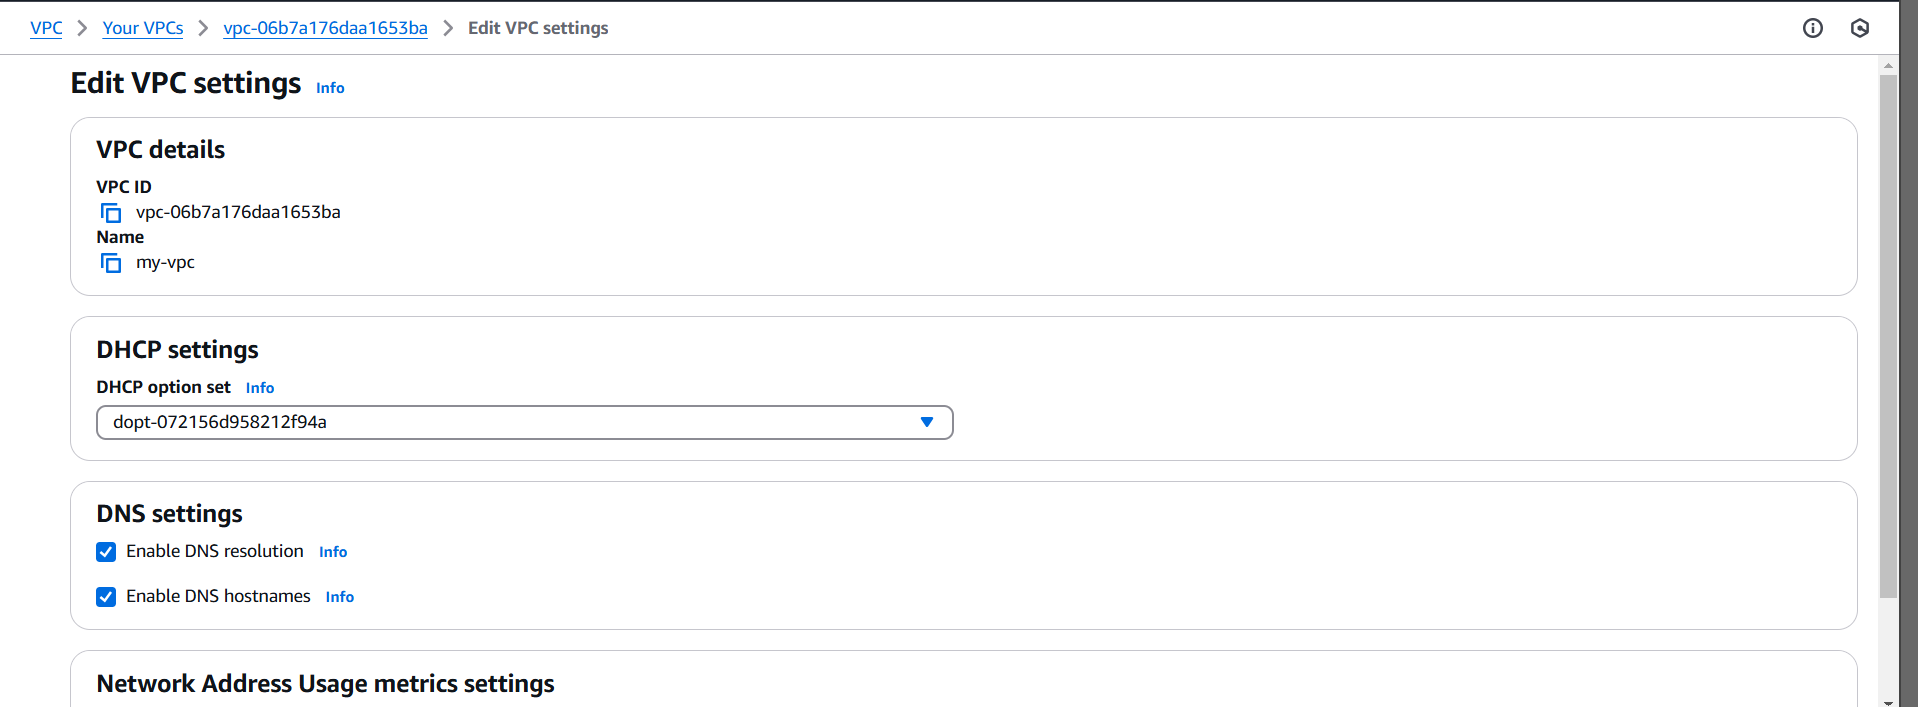 VPC > Your VPCs > vpc-06b7a176daa1653ba > Edit VPC settings
Edit VPC settings Info
VPC details
VPC ID
vpc-06b7a176daa1653ba
Name
my-vpc
DHCP settings
DHCP option set Info
dopt-072156d958212f94a
DNS settings
Enable DNS resolution Info
Enable DNS hostnames Info
Network Address Usage metrics settings